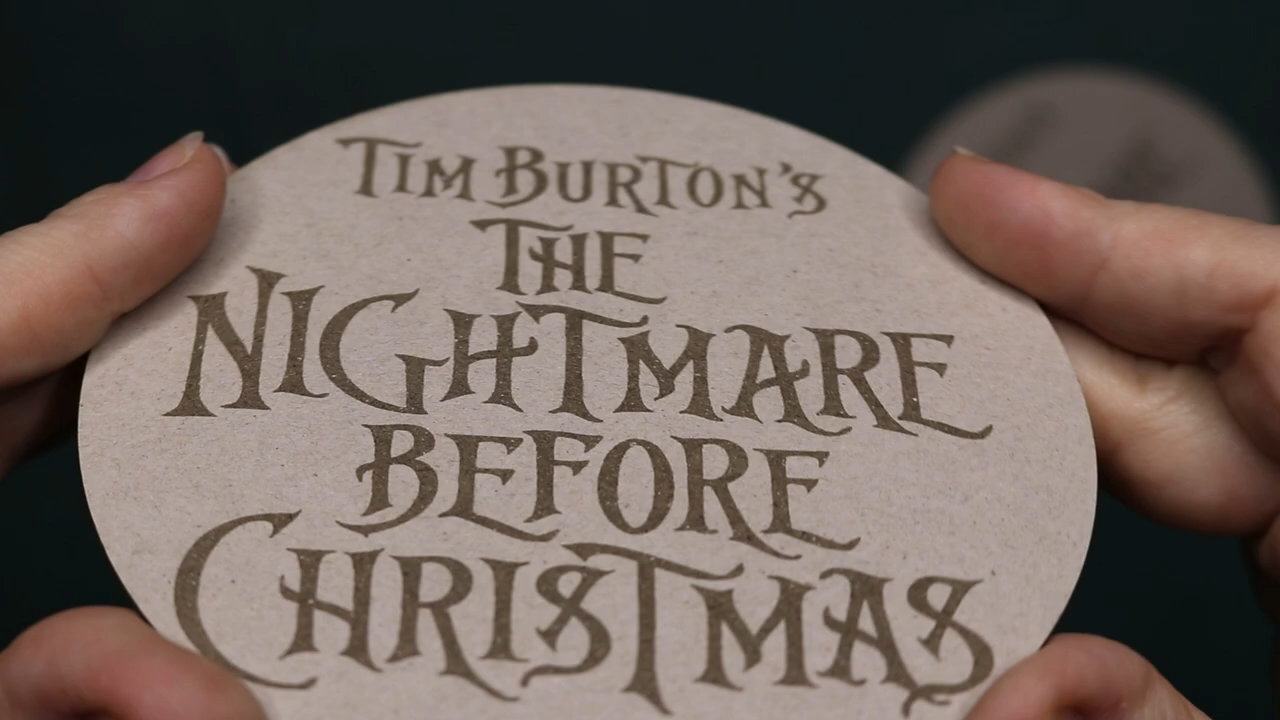 TIM BURTON'S
THE
NIGHTMARE
BEFORE
CHRISTMAS